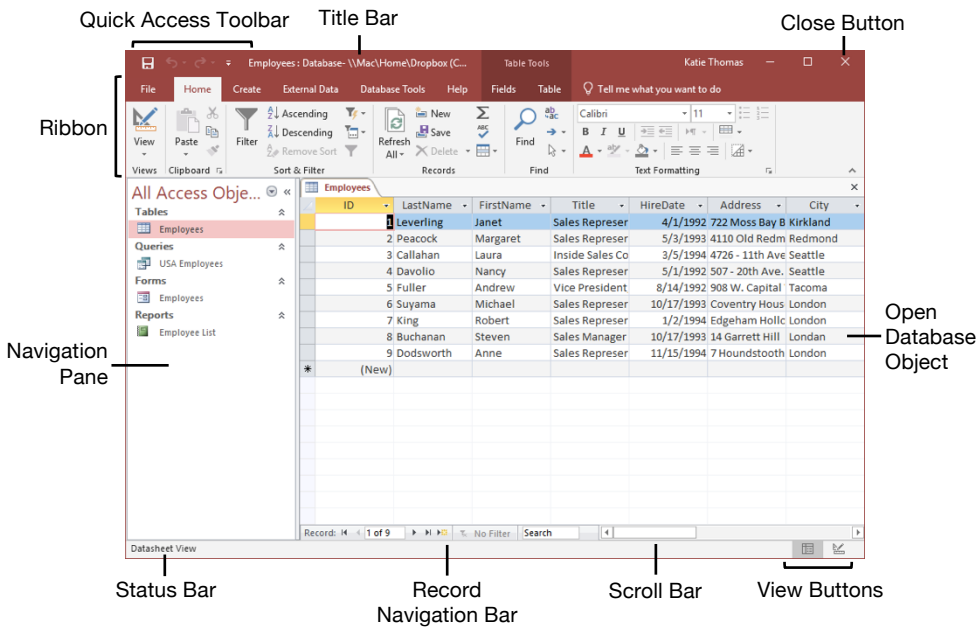 Quick Access Toolbar Title Bar Close Button
Employees : Database- \\Mac\Home\Dropbox (C... Table Tools Katie Thomas
File Home Create External Data Database Tools Help Fields Table Tell me what you want to do
Ribbon
View
Paste
Filter
Ascending
Descending
Remove Sort
Refresh
All
New
Save
Delete
Find
Calibri 11
B I U
Views Clipboard Sort & Filter Records Find Text Formatting
All Access Obje...
Tables
Employees
Queries
USA Employees
Forms
Employees
Reports
Employee List
Employees
ID LastName FirstName Title HireDate Address City
1 Leverling Janet Sales Represer 4/1/1992 722 Moss Bay B Kirkland
2 Peacock Margaret Sales Represer 5/3/1993 4110 Old Redm Redmond
3 Callahan Laura Inside Sales Co 3/5/1994 4726 - 11th Ave Seattle
4 Davolio Nancy Sales Represer 5/1/1992 507 - 20th Ave. Seattle
5 Fuller Andrew Vice President 8/14/1992 908 W. Capital Tacoma
6 Suyama Michael Sales Represer 10/17/1993 Coventry Hous London
7 King Robert Sales Represer 1/2/1994 Edgeham Hollo London
8 Buchanan Steven Sales Manager 10/17/1993 14 Garrett Hill Londan
9 Dodsworth Anne Sales Represer 11/15/1994 7 Houndstooth London
(New)
Navigation
Pane
Open
Database
Object
Record: 1 of 9 No Filter Search
Datasheet View
Status Bar
Record
Navigation Bar
Scroll Bar
View Buttons